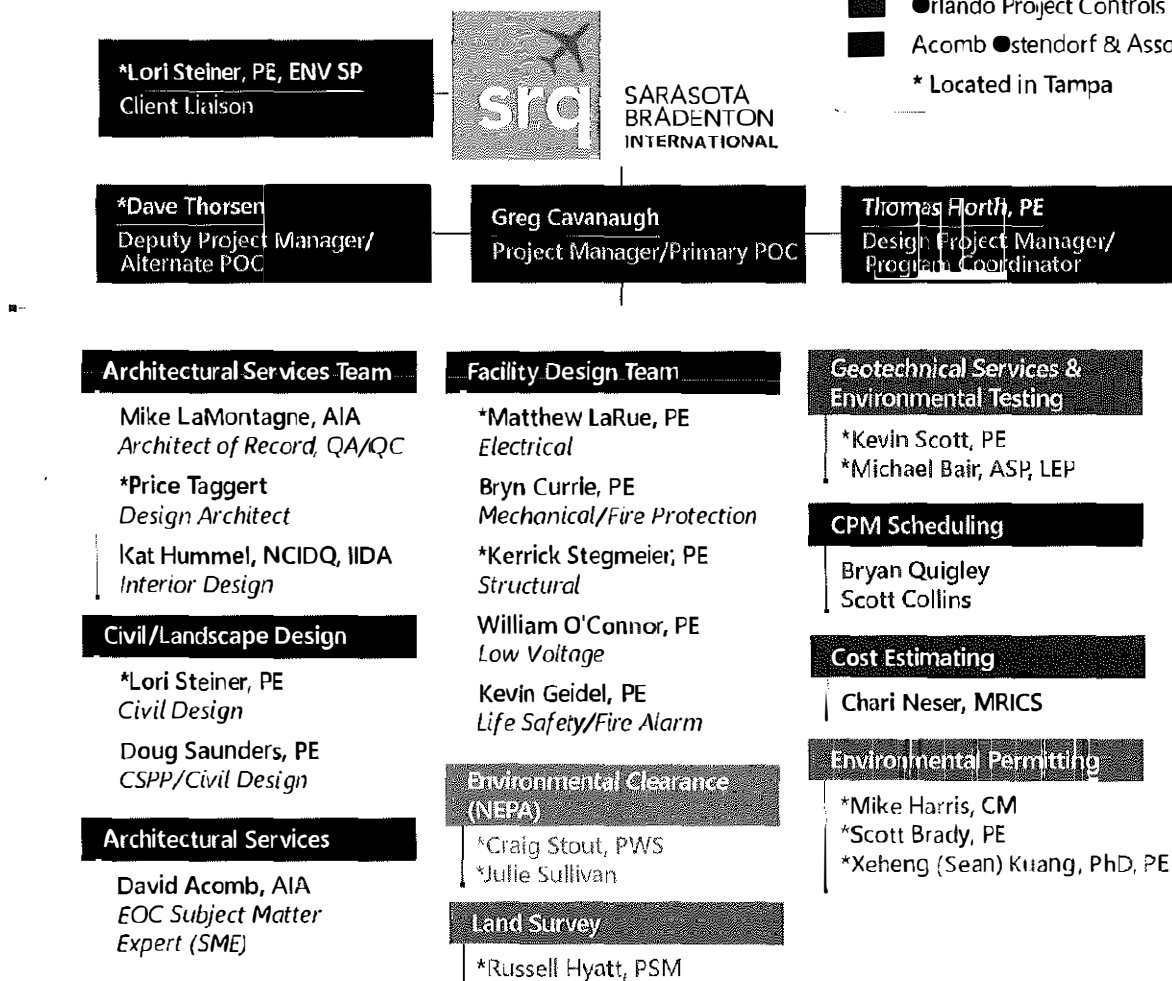 Orlando Project Controls
Acomb Ostendorf & Asso
* Located in Tampa
*Lori Steiner, PE, ENV SP
Client Liaison
srq
SARASOTA
BRADENTON
INTERNATIONAL
*Dave Thorsen
Deputy Project Manager/
Alternate POC
Greg Cavanaugh
Project Manager/Primary POC
Thomas Horth, PE
Design Project Manager/
Program Coordinator
Architectural Services Team
Mike LaMontagne, AIA
Architect of Record, QA/QC
*Price Taggert
Design Architect
Kat Hummel, NCIDQ, IIDA
Interior Design
Civil/Landscape Design
*Lori Steiner, PE
Civil Design
Doug Saunders, PE
CSPP/Civil Design
Architectural Services
David Acomb, AIA
EOC Subject Matter
Expert (SME)
Facility Design Team
*Matthew LaRue, PE
Electrical
Bryn Currie, PE
Mechanical/Fire Protection
*Kerrick Stegmeier, PE
Structural
William O'Connor, PE
Low Voltage
Kevin Geidel, PE
Life Safety/Fire Alarm
Environmental Clearance
(NEPA)
*Craig Stout, PWS
*Julie Sullivan
Land Survey
*Russell Hyatt, PSM
Geotechnical Services &
Environmental Testing
*Kevin Scott, PE
*Michael Bair, ASP, LEP
CPM Scheduling
Bryan Quigley
Scott Collins
Cost Estimating
Chari Neser, MRICS
Environmental Permitting
*Mike Harris, CM
*Scott Brady, PE
*Xeheng (Sean) Kuang, PhD, PE